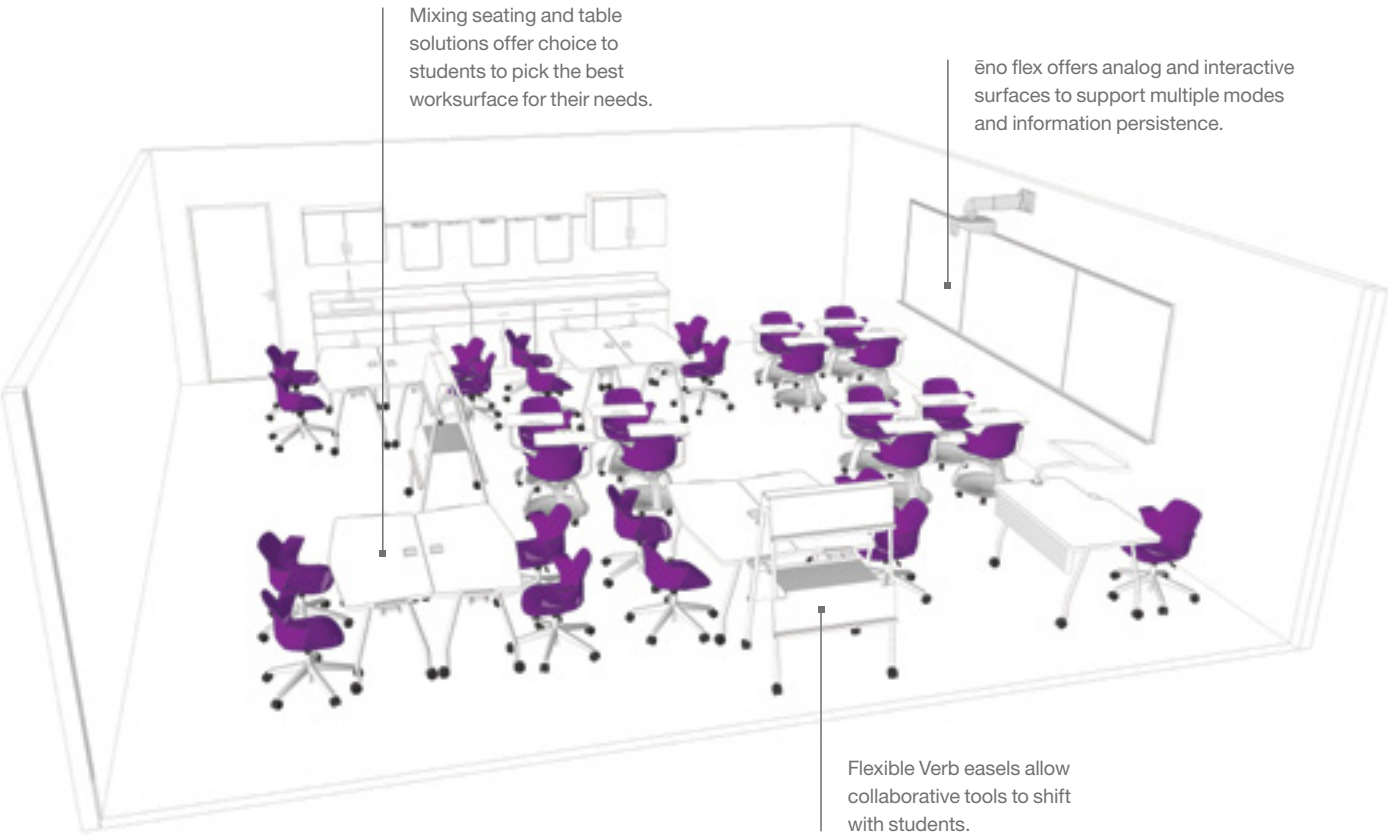 Mixing seating and table
solutions offer choice to
students to pick the best
worksurface for their needs.
ēno flex offers analog and interactive
surfaces to support multiple modes
and information persistence.
Flexible Verb easels allow
collaborative tools to shift
with students.